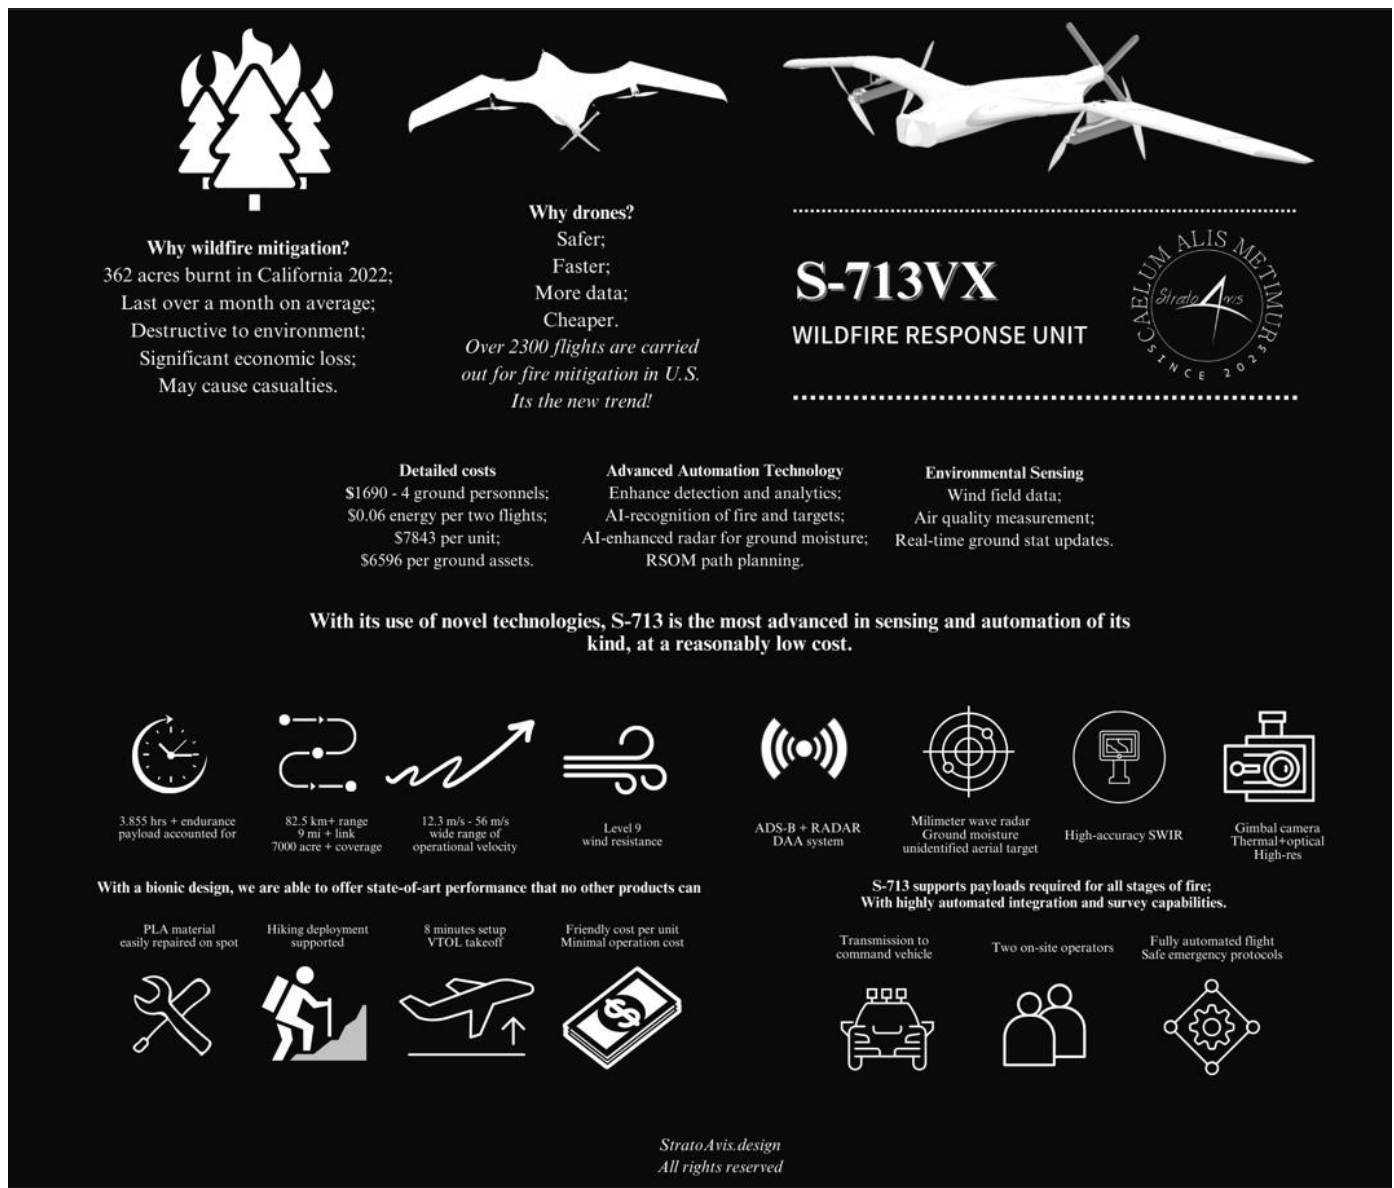 Why wildfire mitigation?
362 acres burnt in California 2022;
Last over a month on average;
Destructive to environment;
Significant economic loss;
May cause casualties.
Why drones?
Safer;
Faster;
More data;
Cheaper.
Over 2300 flights are carried
out for fire mitigation in U.S.
Its the new trend!
S-713VX
WILDFIRE RESPONSE UNIT
CAELUM ALIS METIMUR
Strato Avis
SINCE 2023
Detailed costs
$1690 - 4 ground personnels;
$0.06 energy per two flights;
$7843 per unit;
$6596 per ground assets.
Advanced Automation Technology
Enhance detection and analytics;
AI-recognition of fire and targets;
AI-enhanced radar for ground moisture;
RSOM path planning.
Environmental Sensing
Wind field data;
Air quality measurement;
Real-time ground stat updates.
With its use of novel technologies, S-713 is the most advanced in sensing and automation of its
kind, at a reasonably low cost.
3.855 hrs + endurance
payload accounted for
82.5 km+ range
9 mi + link
7000 acre + coverage
12.3 m/s - 56 m/s
wide range of
operational velocity
Level 9
wind resistance
ADS-B + RADAR
DAA system
Milimeter wave radar
Ground moisture
unidentified aerial target
High-accuracy SWIR
Gimbal camera
Thermal+optical
High-res
With a bionic design, we are able to offer state-of-art performance that no other products can
S-713 supports payloads required for all stages of fire;
With highly automated integration and survey capabilities.
PLA material
easily repaired on spot
Hiking deployment
supported
8 minutes setup
VTOL takeoff
Friendly cost per unit
Minimal operation cost
Transmission to
command vehicle
Two on-site operators
Fully automated flight
Safe emergency protocols
StratoAvis.design
All rights reserved